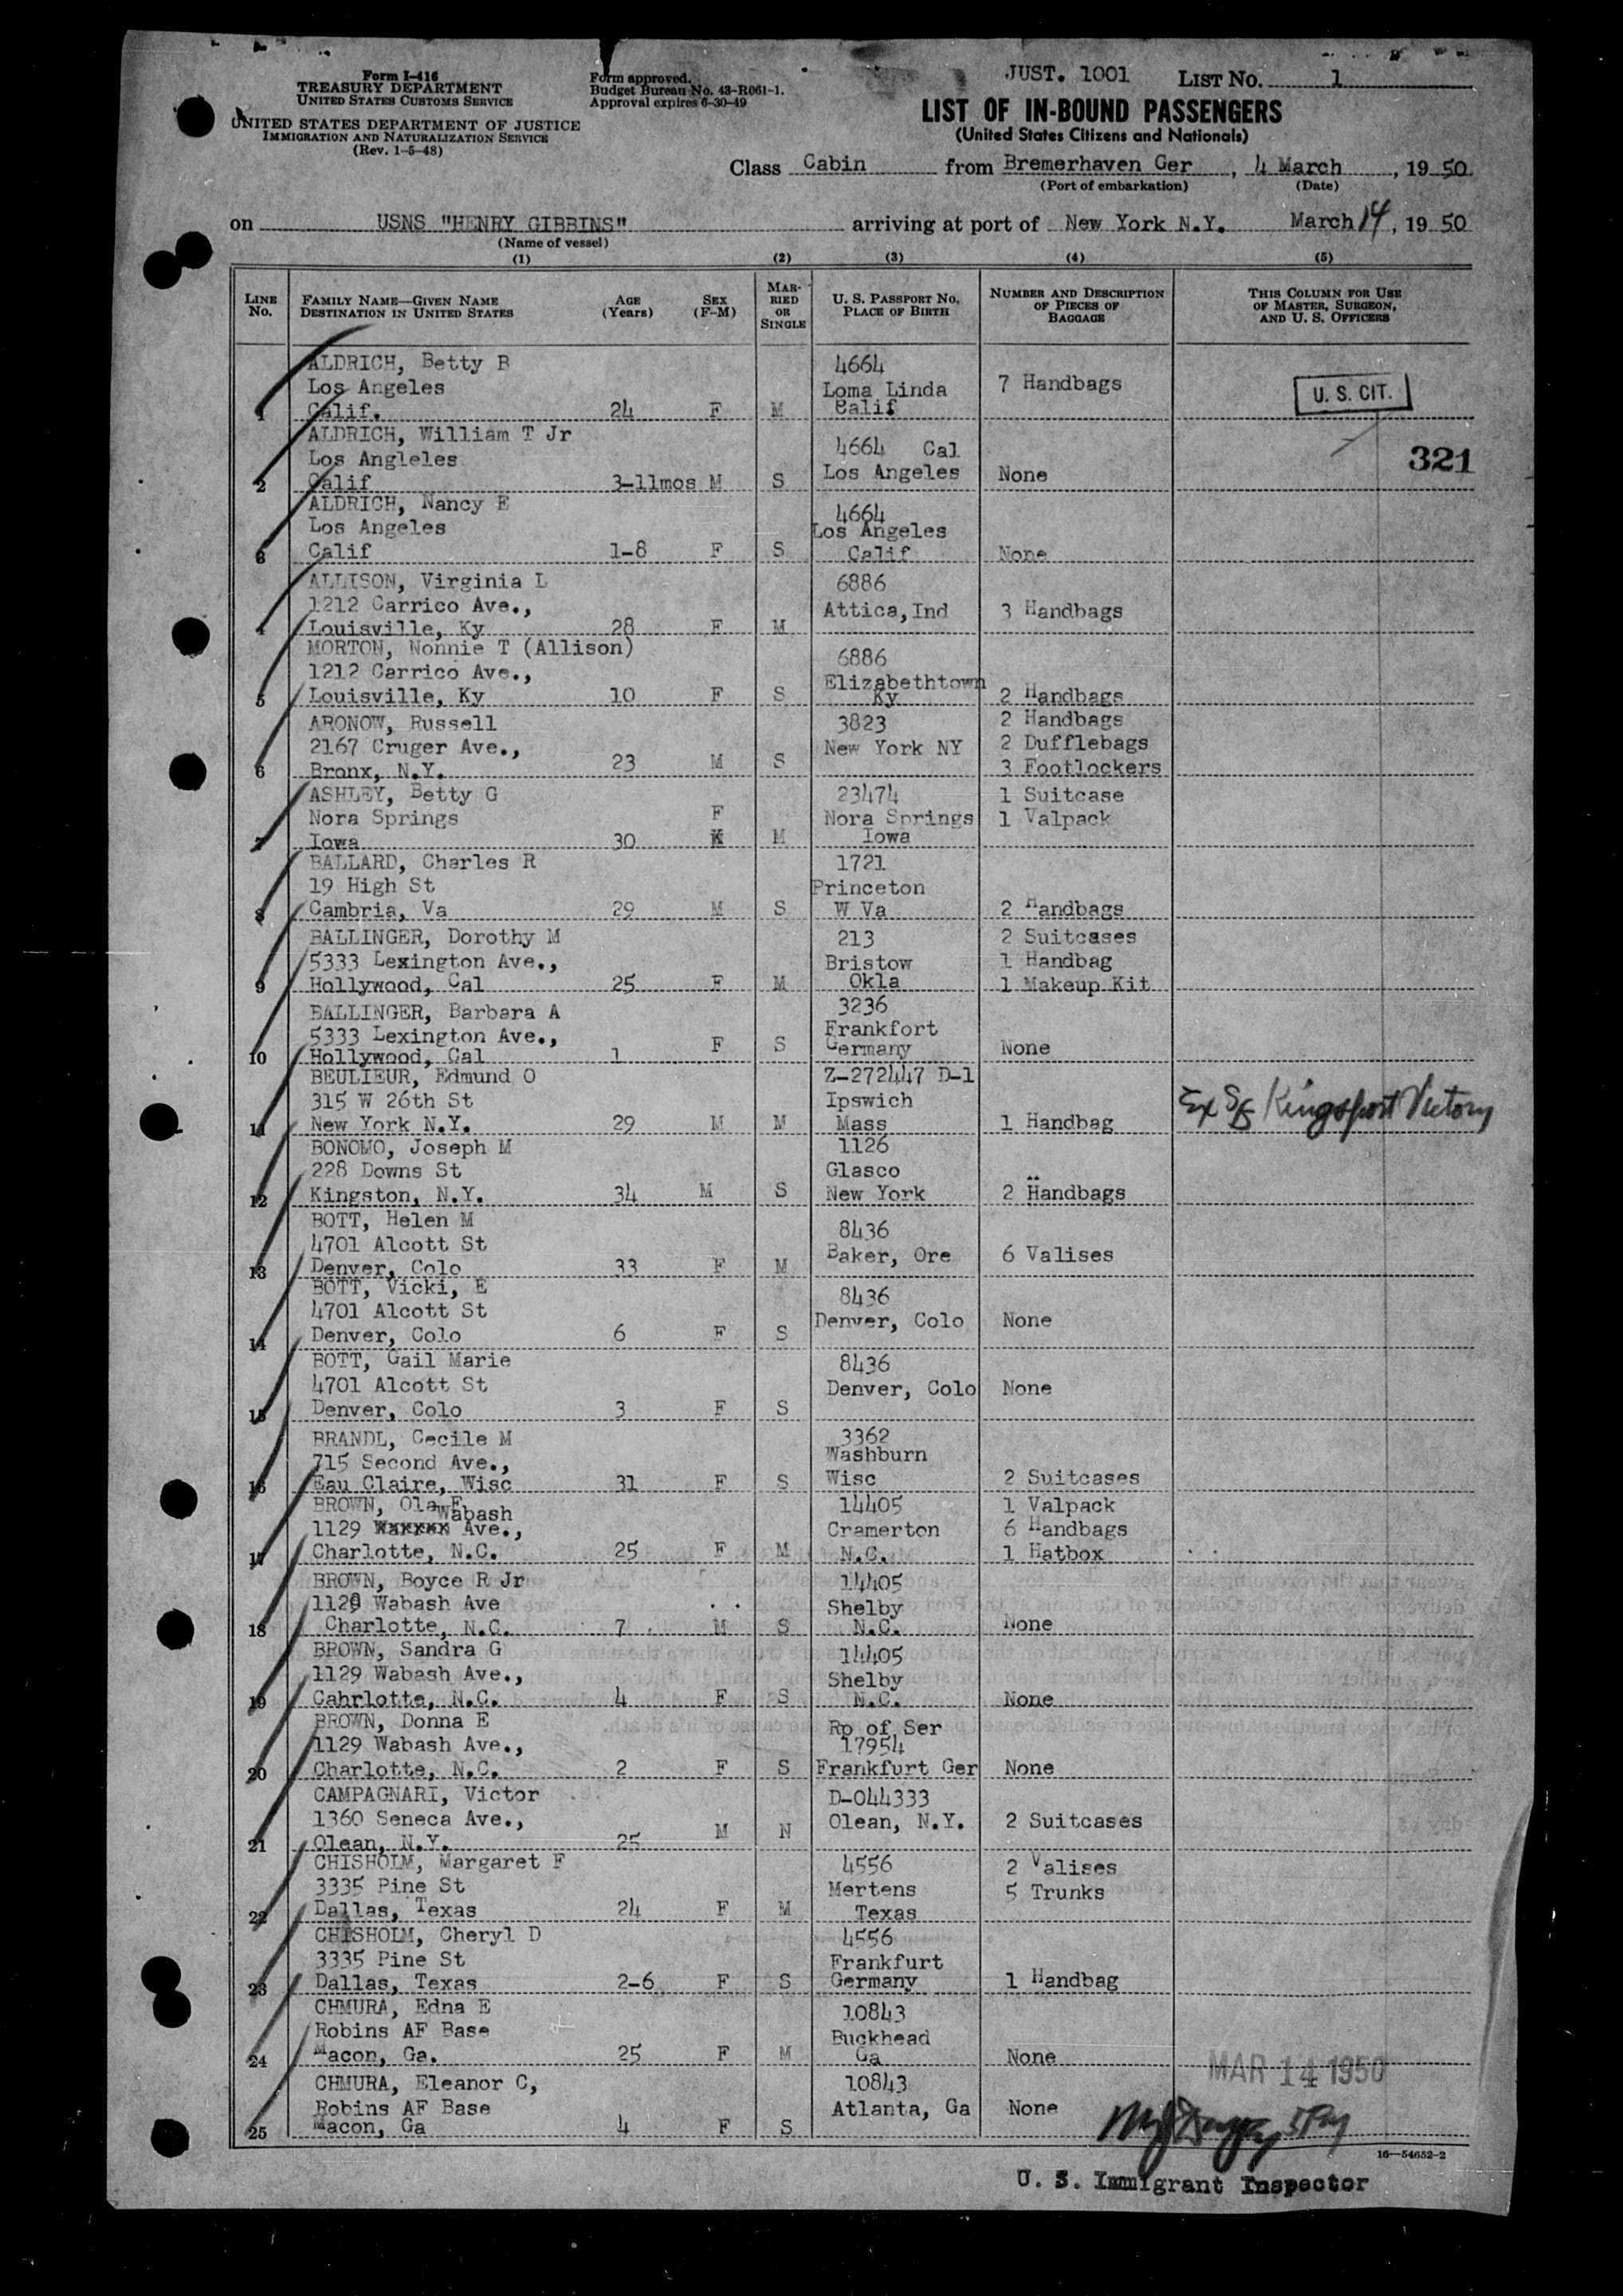 Form I-416
TREASURY DEPARTMENT
UNITED STATES CUSTOMS SERVICE
UNITED STATES DEPARTMENT OF JUSTICE
IMMIGRATION AND NATURALIZATION SERVICE
(Rev. 1-5-48)
Form approved.
Budget Bureau No. 43-R061-1.
Approval expires 6-30-49
JUST. 1001 LIST NO. 1
LIST OF IN-BOUND PASSENGERS
(United States Citizens and Nationals)
Class Cabin from Bremerhaven Ger, 4 March, 19 50
(Port of embarkation) (Date)
on USNS "HENRY GIBBINS" arriving at port of New York N.Y. March 14, 19 50
(Name of vessel)
(1) (2) (3) (4) (5)
LINE NO. FAMILY NAME—GIVEN NAME DESTINATION IN UNITED STATES AGE (Years) SEX (F-M) MARRIED OR SINGLE U. S. PASSPORT NO. PLACE OF BIRTH NUMBER AND DESCRIPTION OF PIECES OF BAGGAGE THIS COLUMN FOR USE OF MASTER, SURGEON, AND U. S. OFFICERS
ALDRICH, Betty B 4664
Los Angeles Loma Linda 7 Handbags U. S. CIT.
1 Calif. 24 F M Calif
ALDRICH, William T Jr 4664 Cal
Los Angleles Los Angeles None 321
2 Calif 3-11mos M S
ALDRICH, Nancy E 4664
Los Angeles Los Angeles
3 Calif 1-8 F S Calif None
ALLISON, Virginia L 6886
1212 Carrico Ave., Attica, Ind 3 Handbags
4 Louisville, Ky 28 F M
MORTON, Nonnie T (Allison) 6886
1212 Carrico Ave., Elizabethtown
5 Louisville, Ky 10 F S Ky 2 Handbags
ARONOW, Russell 3823 2 Handbags
2167 Cruger Ave., New York NY 2 Dufflebags
6 Bronx, N.Y. 23 M S 3 Footlockers
ASHLEY, Betty G 23474 1 Suitcase
Nora Springs F Nora Springs 1 Valpack
7 Iowa 30 M Iowa
BALLARD, Charles R 1721
19 High St Princeton
8 Cambria, Va 29 M S W Va 2 Handbags
BALLINGER, Dorothy M 213 2 Suitcases
5333 Lexington Ave., Bristow 1 Handbag
9 Hollywood, Cal 25 F M Okla 1 Makeup Kit
BALLINGER, Barbara A 3236
5333 Lexington Ave., Frankfort
10 Hollywood, Cal 1 F S Germany None
BEULIEUR, Edmund O Z-272447 D-1
315 W 26th St Ipswich Ex SS Kingsport Victory
11 New York N.Y. 29 M M Mass 1 Handbag
BONOMO, Joseph M 1126
228 Downs St Glasco
12 Kingston, N.Y. 34 M S New York 2 Handbags
BOTT, Helen M 8436
4701 Alcott St Baker, Ore 6 Valises
13 Denver, Colo 33 F M
BOTT, Vicki, E 8436
4701 Alcott St Denver, Colo None
14 Denver, Colo 6 F S
BOTT, Gail Marie 8436
4701 Alcott St Denver, Colo None
15 Denver, Colo 3 F S
BRANDL, Cecile M 3362
715 Second Ave., Washburn
16 Eau Claire, Wisc 31 F S Wisc 2 Suitcases
BROWN, Ola F 14405 1 Valpack
1129 Wabash Ave., Cramerton 6 Handbags
17 Charlotte, N.C. 25 F M N.C. 1 Hatbox
BROWN, Boyce R Jr 14405
1129 Wabash Ave Shelby
18 Charlotte, N.C. 7 M S N.C. None
BROWN, Sandra G 14405
1129 Wabash Ave., Shelby
19 Cahrlotte, N.C. 4 F S N.C. None
BROWN, Donna E Rp of Ser
1129 Wabash Ave., 17954
20 Charlotte, N.C. 2 F S Frankfurt Ger None
CAMPAGNARI, Victor D-044333
1360 Seneca Ave., Olean, N.Y. 2 Suitcases
21 Olean, N.Y. 25 M N
CHISHOLM, Margaret F 4556 2 Valises
3335 Pine St Mertens 5 Trunks
22 Dallas, Texas 24 F M Texas
CHISHOLM, Cheryl D 4556
3335 Pine St Frankfurt
23 Dallas, Texas 2-6 F S Germany 1 Handbag
CHMURA, Edna E 10843
Robins AF Base Buckhead
24 Macon, Ga. 25 F M Ga None
MAR 14 1950
CHMURA, Eleanor C, 10843
Robins AF Base Atlanta, Ga None
25 Macon, Ga 4 F S
16—54652-2
U. S. Immigrant Inspector